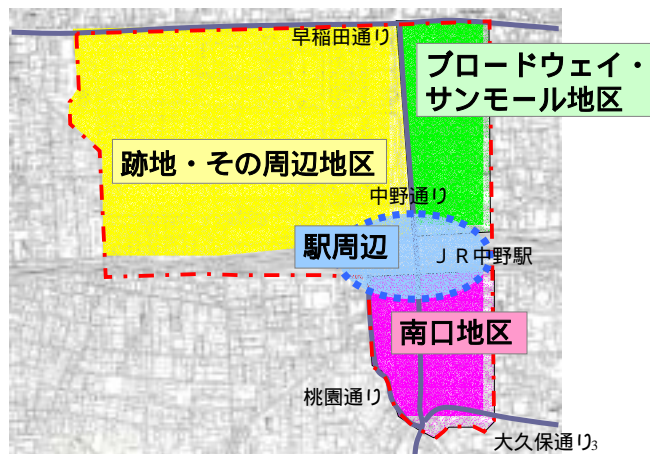 早稲田通り
ブロードウェイ・
サンモール地区
跡地・その周辺地区
中野通り
駅周辺
ＪＲ中野駅
南口地区
桃園通り
大久保通り
3